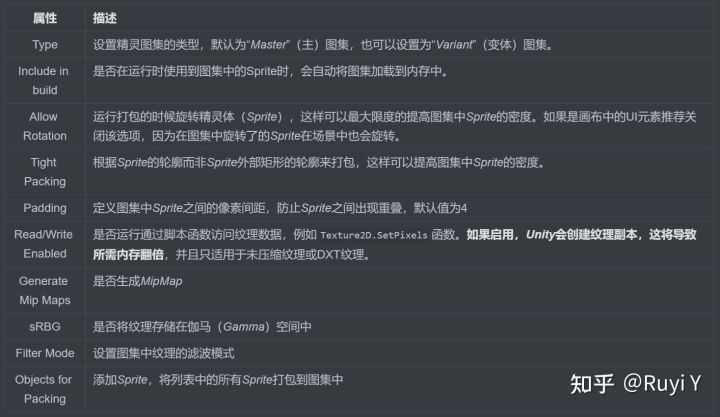 属性 描述
Type 设置精灵图集的类型，默认为“Master”（主）图集，也可以设置为“Variant”（变体）图集。
Include in
build
是否在运行时使用到图集中的Sprite时，会自动将图集加载到内存中。
Allow
Rotation
运行打包的时候旋转精灵体（Sprite），这样可以最大限度的提高图集中Sprite的密度。如果是画布中的UI元素推荐关
闭该选项，因为在图集中旋转了的Sprite在场景中也会旋转。
Tight
Packing
根据Sprite的轮廓而非Sprite外部矩形的轮廓来打包，这样可以提高图集中Sprite的密度。
Padding 定义图集中Sprite之间的像素间距，防止Sprite之间出现重叠，默认值为4
Read/Write
Enabled
是否运行通过脚本函数访问纹理数据，例如 Texture2D.SetPixels 函数。如果启用，Unity会创建纹理副本，这将导致
所需内存翻倍，并且只适用于未压缩纹理或DXT纹理。
Generate
Mip Maps
是否生成MipMap
sRBG 是否将纹理存储在伽马（Gamma）空间中
Filter Mode 设置图集中纹理的滤波模式
Objects for
Packing
添加Sprite，将列表中的所有Sprite打包到图集中
知乎 @Ruyi Y